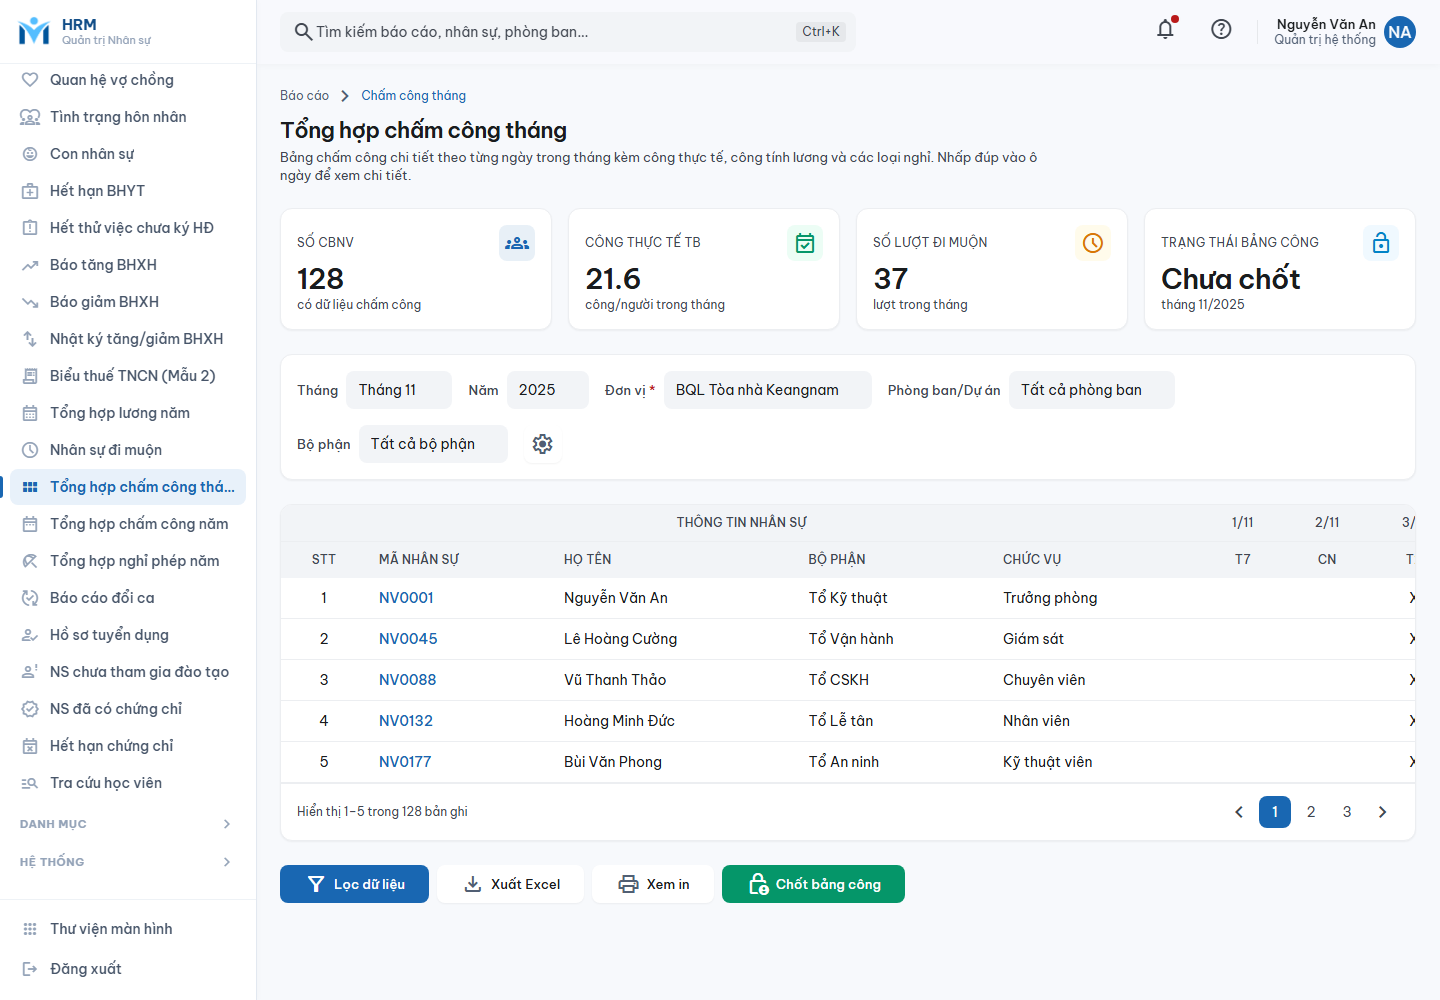 HRM
Quản trị Nhân sự
Quan hệ vợ chồng
Tình trạng hôn nhân
Con nhân sự
Hết hạn BHYT
Hết thử việc chưa ký HĐ
Báo tăng BHXH
Báo giảm BHXH
Nhật ký tăng/giảm BHXH
Biểu thuế TNCN (Mẫu 2)
Tổng hợp lương năm
Nhân sự đi muộn
Tổng hợp chấm công thá...
Tổng hợp chấm công năm
Tổng hợp nghỉ phép năm
Báo cáo đổi ca
Hồ sơ tuyển dụng
NS chưa tham gia đào tạo
NS đã có chứng chỉ
Hết hạn chứng chỉ
Tra cứu học viên
DANH MỤC
HỆ THỐNG
Thư viện màn hình
Đăng xuất
Tìm kiếm báo cáo, nhân sự, phòng ban... Ctrl+K
Nguyễn Văn An
Quản trị hệ thống
NA
Báo cáo Chấm công tháng
Tổng hợp chấm công tháng
Bảng chấm công chi tiết theo từng ngày trong tháng kèm công thực tế, công tính lương và các loại nghỉ. Nhấp đúp vào ô
ngày để xem chi tiết.
SỐ CBNV
128
có dữ liệu chấm công
CÔNG THỰC TẾ TB
21.6
công/người trong tháng
SỐ LƯỢT ĐI MUỘN
37
lượt trong tháng
TRẠNG THÁI BẢNG CÔNG
Chưa chốt
tháng 11/2025
Tháng Tháng 11 Năm 2025 Đơn vị * BQL Tòa nhà Keangnam Phòng ban/Dự án Tất cả phòng ban
Bộ phận Tất cả bộ phận
THÔNG TIN NHÂN SỰ 1/11 2/11 3/
STT MÃ NHÂN SỰ HỌ TÊN BỘ PHẬN CHỨC VỤ T7 CN T
1 NV0001 Nguyễn Văn An Tổ Kỹ thuật Trưởng phòng X
2 NV0045 Lê Hoàng Cường Tổ Vận hành Giám sát X
3 NV0088 Vũ Thanh Thảo Tổ CSKH Chuyên viên X
4 NV0132 Hoàng Minh Đức Tổ Lễ tân Nhân viên X
5 NV0177 Bùi Văn Phong Tổ An ninh Kỹ thuật viên X
Hiển thị 1–5 trong 128 bản ghi 1 2 3
Lọc dữ liệu Xuất Excel Xem in Chốt bảng công